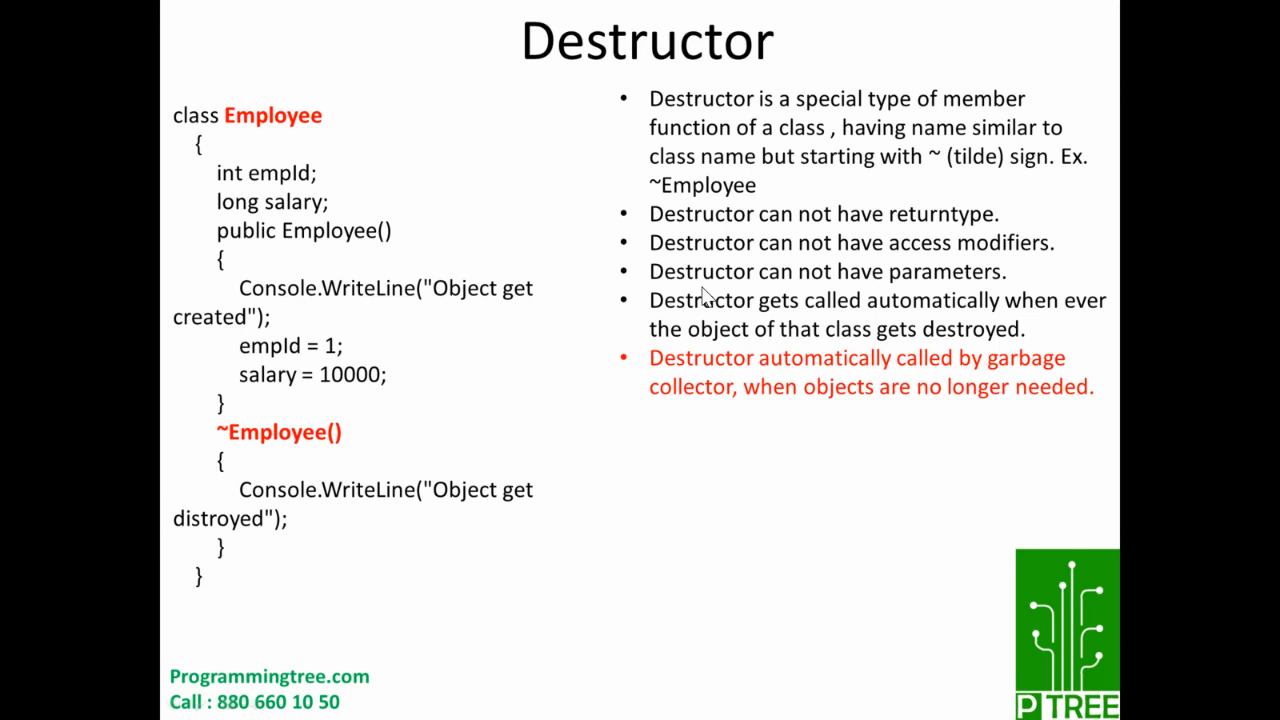 Destructor
class Employee
{
int empId;
long salary;
public Employee()
{
Console.WriteLine("Object get
created");
empId = 1;
salary = 10000;
}
~Employee()
{
Console.WriteLine("Object get
distroyed");
}
}
• Destructor is a special type of member
function of a class , having name similar to
class name but starting with ~ (tilde) sign. Ex.
~Employee
• Destructor can not have returntype.
• Destructor can not have access modifiers.
• Destructor can not have parameters.
• Destructor gets called automatically when ever
the object of that class gets destroyed.
• Destructor automatically called by garbage
collector, when objects are no longer needed.
Programmingtree.com
Call : 880 660 10 50
P TREE